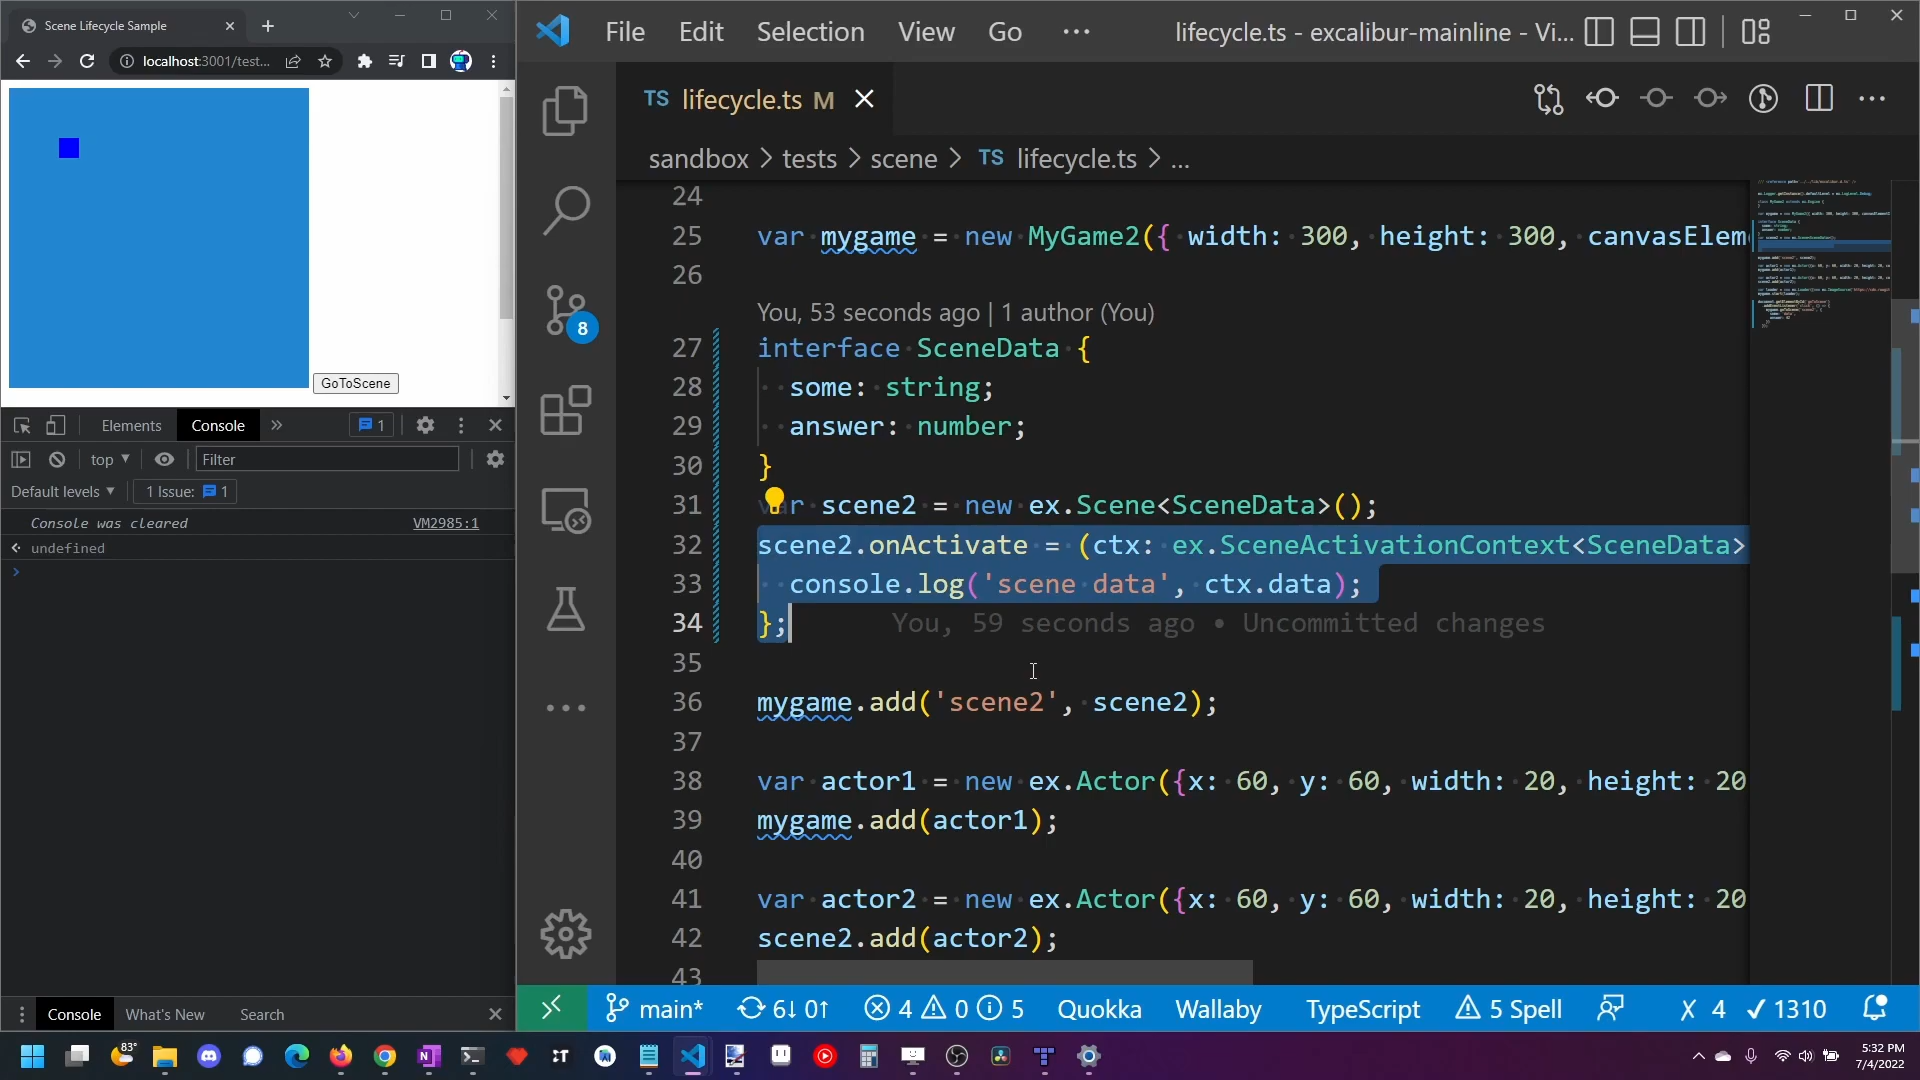 Scene Lifecycle Sample
localhost:3001/test...
GoToScene
Elements
Console
1
top
Filter
Default levels
1 Issue:
1
Console was cleared
VM2985:1
undefined
Console
What's New
Search
File Edit Selection View Go ...
lifecycle.ts - excalibur-mainline - Vi...
TS lifecycle.ts M
sandbox > tests > scene > TS lifecycle.ts > ...
8
24
25 var mygame = new MyGame2({ width: 300, height: 300, canvasElem
26
You, 53 seconds ago | 1 author (You)
27 interface SceneData {
28 some: string;
29 answer: number;
30 }
31 var scene2 = new ex.Scene<SceneData>();
32 scene2.onActivate = (ctx: ex.SceneActivationContext<SceneData>
33 console.log('scene data', ctx.data);
34 }; You, 59 seconds ago • Uncommitted changes
35
36 mygame.add('scene2', scene2);
37
38 var actor1 = new ex.Actor({x: 60, y: 60, width: 20, height: 20
39 mygame.add(actor1);
40
41 var actor2 = new ex.Actor({x: 60, y: 60, width: 20, height: 20
42 scene2.add(actor2);
43
main* 6↓ 0↑ 4 0 5 Quokka Wallaby TypeScript 5 Spell X 4 ✓ 1310
83°
5:32 PM
7/4/2022